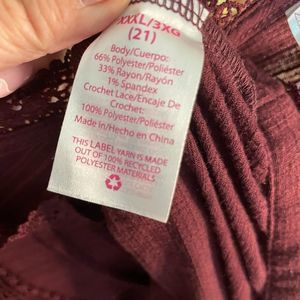 XXXL/3XG
(21)
Body/Cuerpo:
66% Polyester/Poliéster
33% Rayon/Rayón
1% Spandex
Crochet Lace/Encaje De
Crochet:
100% Polyester/Poliéster
Made in/Hecho en China
THIS LABEL YARN IS MADE
OUT OF 100% RECYCLED
POLYESTER MATERIALS